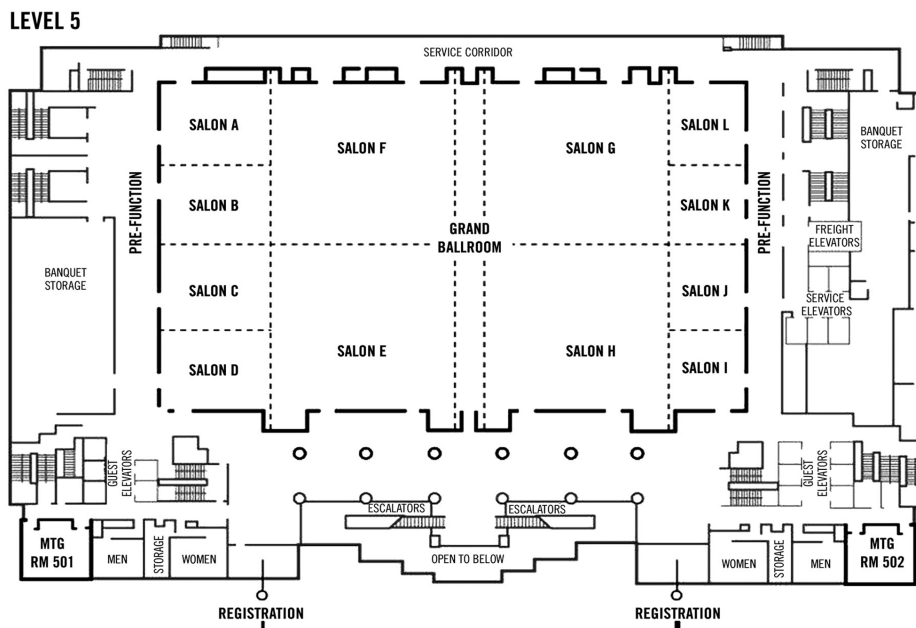 LEVEL 5
SERVICE CORRIDOR
SALON A
SALON F
SALON G
SALON L
BANQUET
STORAGE
PRE-FUNCTION
SALON B
SALON K
PRE-FUNCTION
GRAND
BALLROOM
FREIGHT
ELEVATORS
BANQUET
STORAGE
SALON C
SALON J
SERVICE
ELEVATORS
SALON D
SALON E
SALON H
SALON I
GUEST
ELEVATORS
GUEST
ELEVATORS
ESCALATORS
ESCALATORS
MTG
RM 501
MEN
STORAGE
WOMEN
OPEN TO BELOW
WOMEN
STORAGE
MEN
MTG
RM 502
REGISTRATION
REGISTRATION